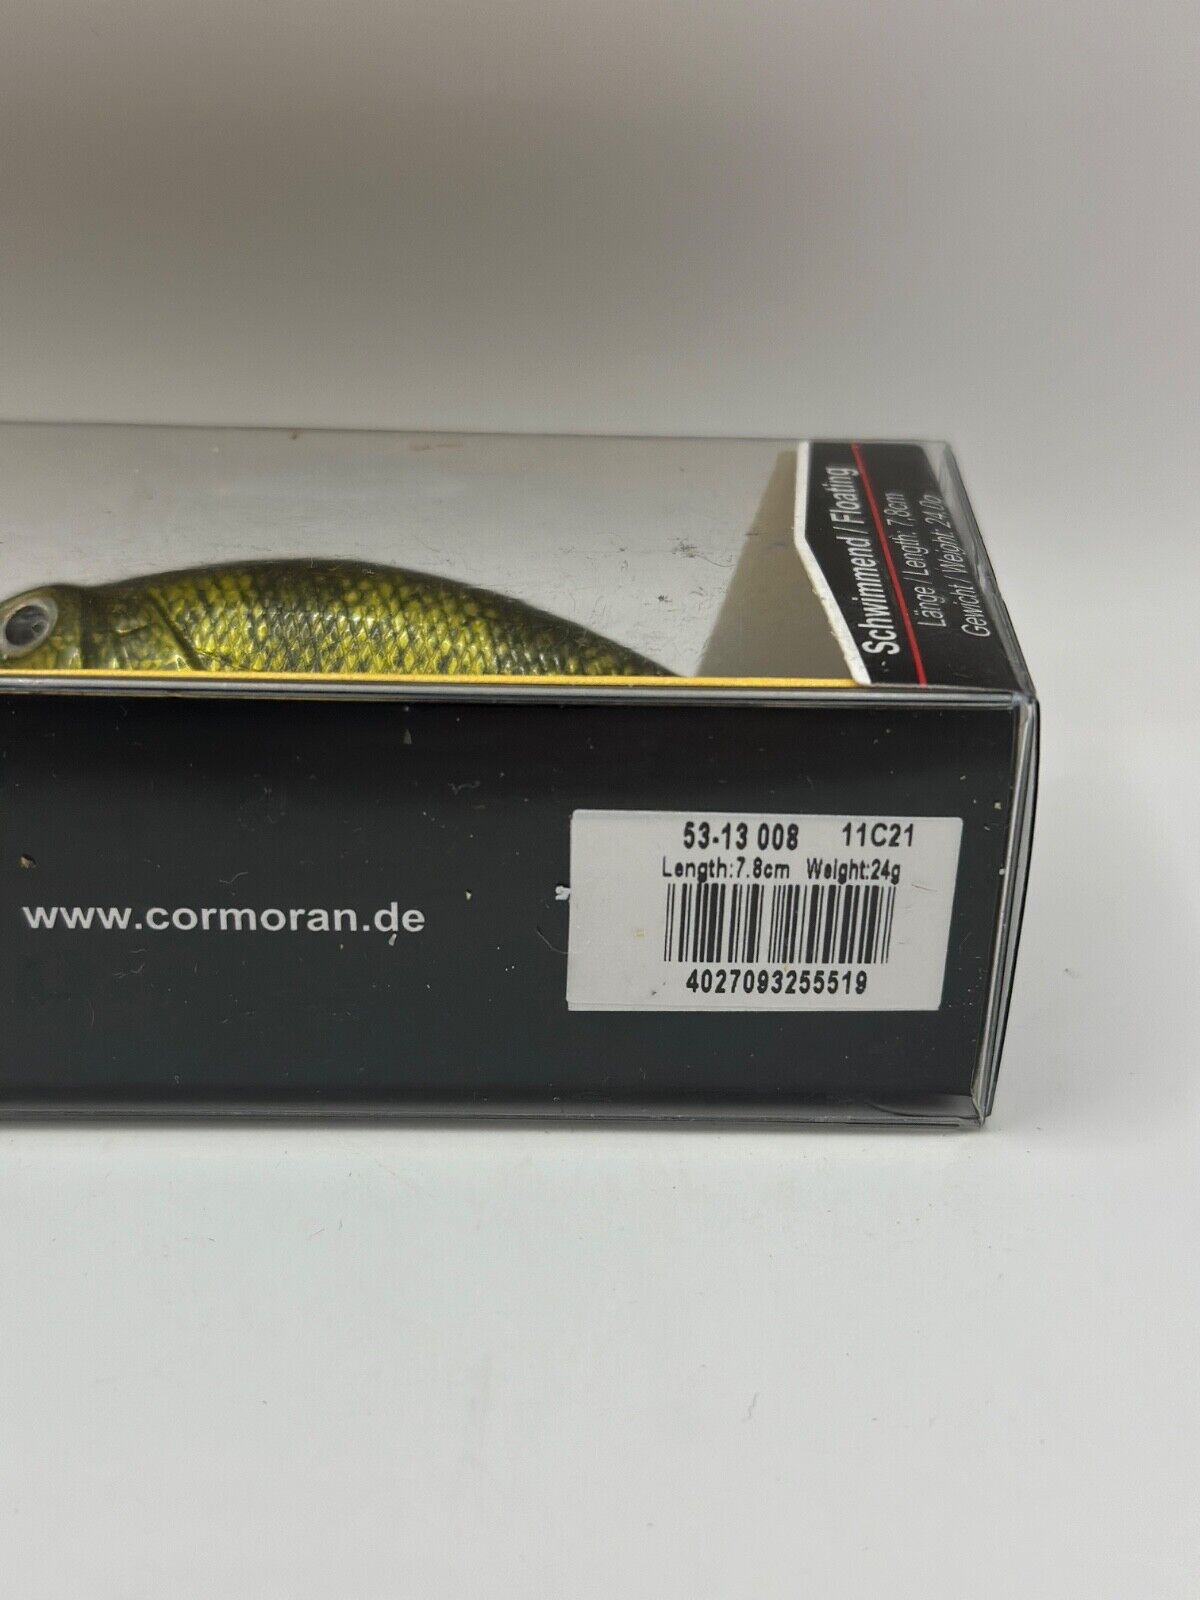 Schwimmend / Floating
Länge / Length: 7,8cm
Gewicht / Weight: 24,0g
www.cormoran.de
53-13 008 11C21
Length:7.8cm Weight:24g
4027093255519